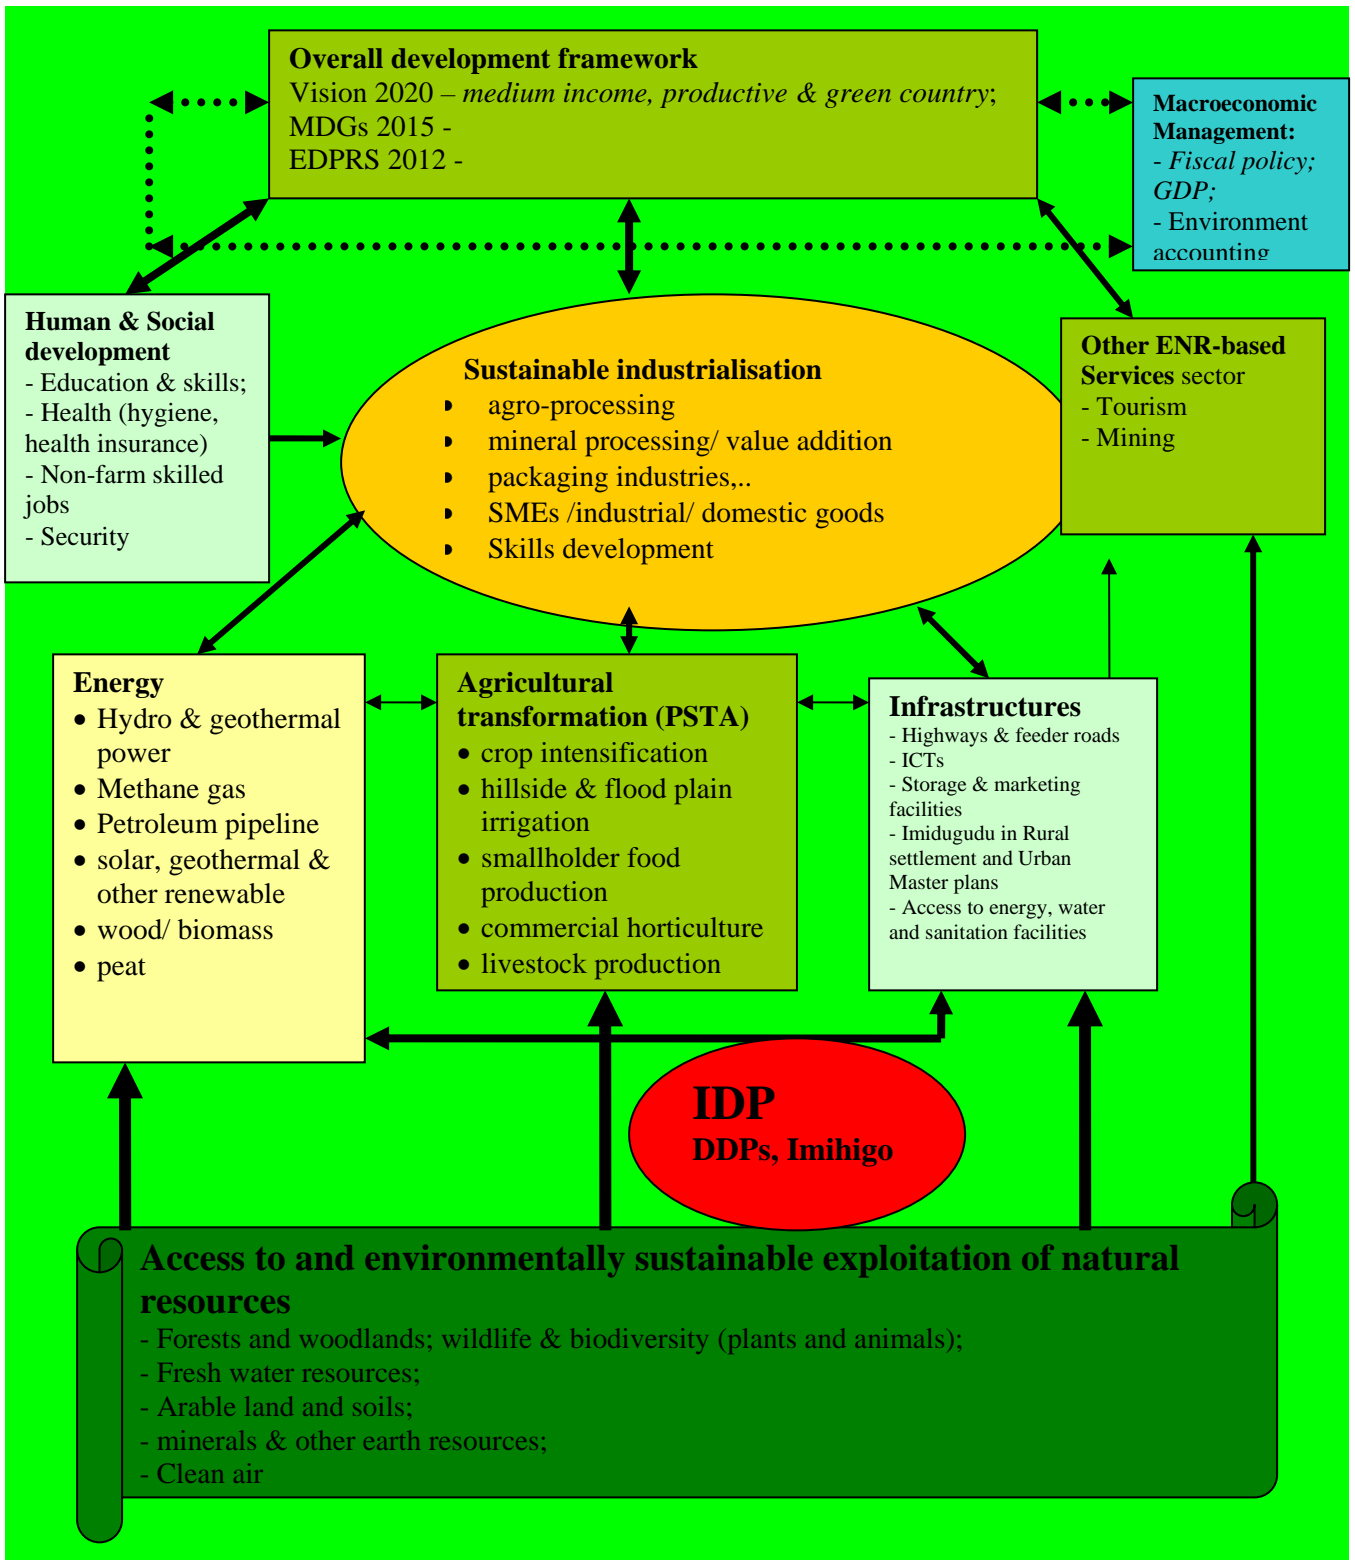 Overall development framework
Vision 2020 – medium income, productive & green country;
MDGs 2015 -
EDPRS 2012 -
Macroeconomic
Management:
- Fiscal policy;
GDP;
- Environment
accounting
Human & Social
development
- Education & skills;
- Health (hygiene,
health insurance)
- Non-farm skilled
jobs
- Security
Sustainable industrialisation
agro-processing
mineral processing/ value addition
packaging industries,..
SMEs /industrial/ domestic goods
Skills development
Other ENR-based
Services sector
- Tourism
- Mining
Energy
• Hydro & geothermal
power
• Methane gas
• Petroleum pipeline
• solar, geothermal &
other renewable
• wood/ biomass
• peat
Agricultural
transformation (PSTA)
• crop intensification
• hillside & flood plain
irrigation
• smallholder food
production
• commercial horticulture
• livestock production
Infrastructures
- Highways & feeder roads
- ICTs
- Storage & marketing
facilities
- Imidugudu in Rural
settlement and Urban
Master plans
- Access to energy, water
and sanitation facilities
IDP
DDPs, Imihigo
Access to and environmentally sustainable exploitation of natural
resources
- Forests and woodlands; wildlife & biodiversity (plants and animals);
- Fresh water resources;
- Arable land and soils;
- minerals & other earth resources;
- Clean air